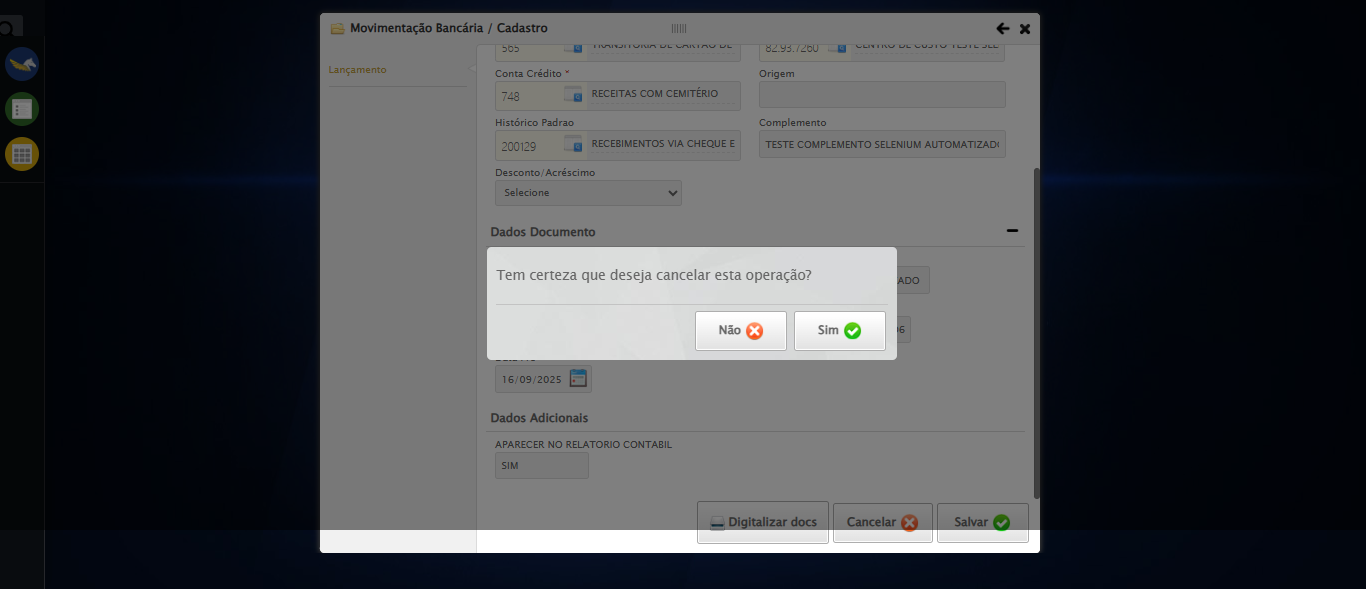 Movimentação Bancária / Cadastro
Lançamento
565 TRANSITÓRIA DE CARTÃO DE
82.93.7260 CENTRO DE CUSTO TESTE SEL
Conta Crédito * Origem
748 RECEITAS COM CEMITÉRIO
Histórico Padrao Complemento
200129 RECEBIMENTOS VIA CHEQUE E
TESTE COMPLEMENTO SELENIUM AUTOMATIZADO
Desconto/Acréscimo
Selecione
Dados Documento
Tem certeza que deseja cancelar esta operação?
ADO
Não Sim
06
16/09/2025
Dados Adicionais
APARECER NO RELATORIO CONTABIL
SIM
Digitalizar docs Cancelar Salvar